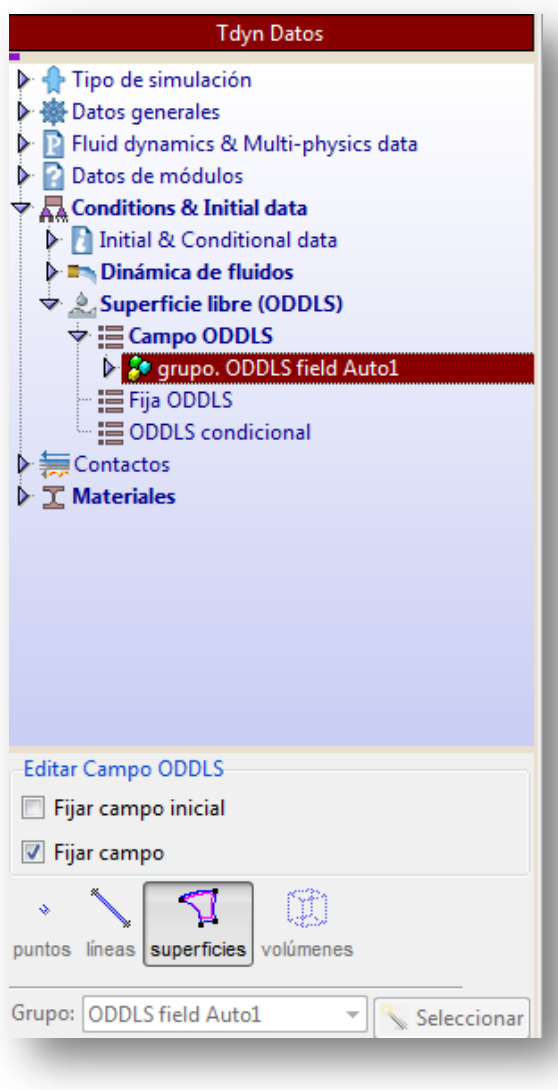 Tdyn Datos
Tipo de simulación
Datos generales
Fluid dynamics & Multi-physics data
Datos de módulos
Conditions & Initial data
Initial & Conditional data
Dinámica de fluidos
Superficie libre (ODDLS)
Campo ODDLS
grupo. ODDLS field Auto1
Fija ODDLS
ODDLS condicional
Contactos
Materiales
Editar Campo ODDLS
Fijar campo inicial
Fijar campo
puntos líneas superficies volúmenes
Grupo: ODDLS field Auto1 Seleccionar